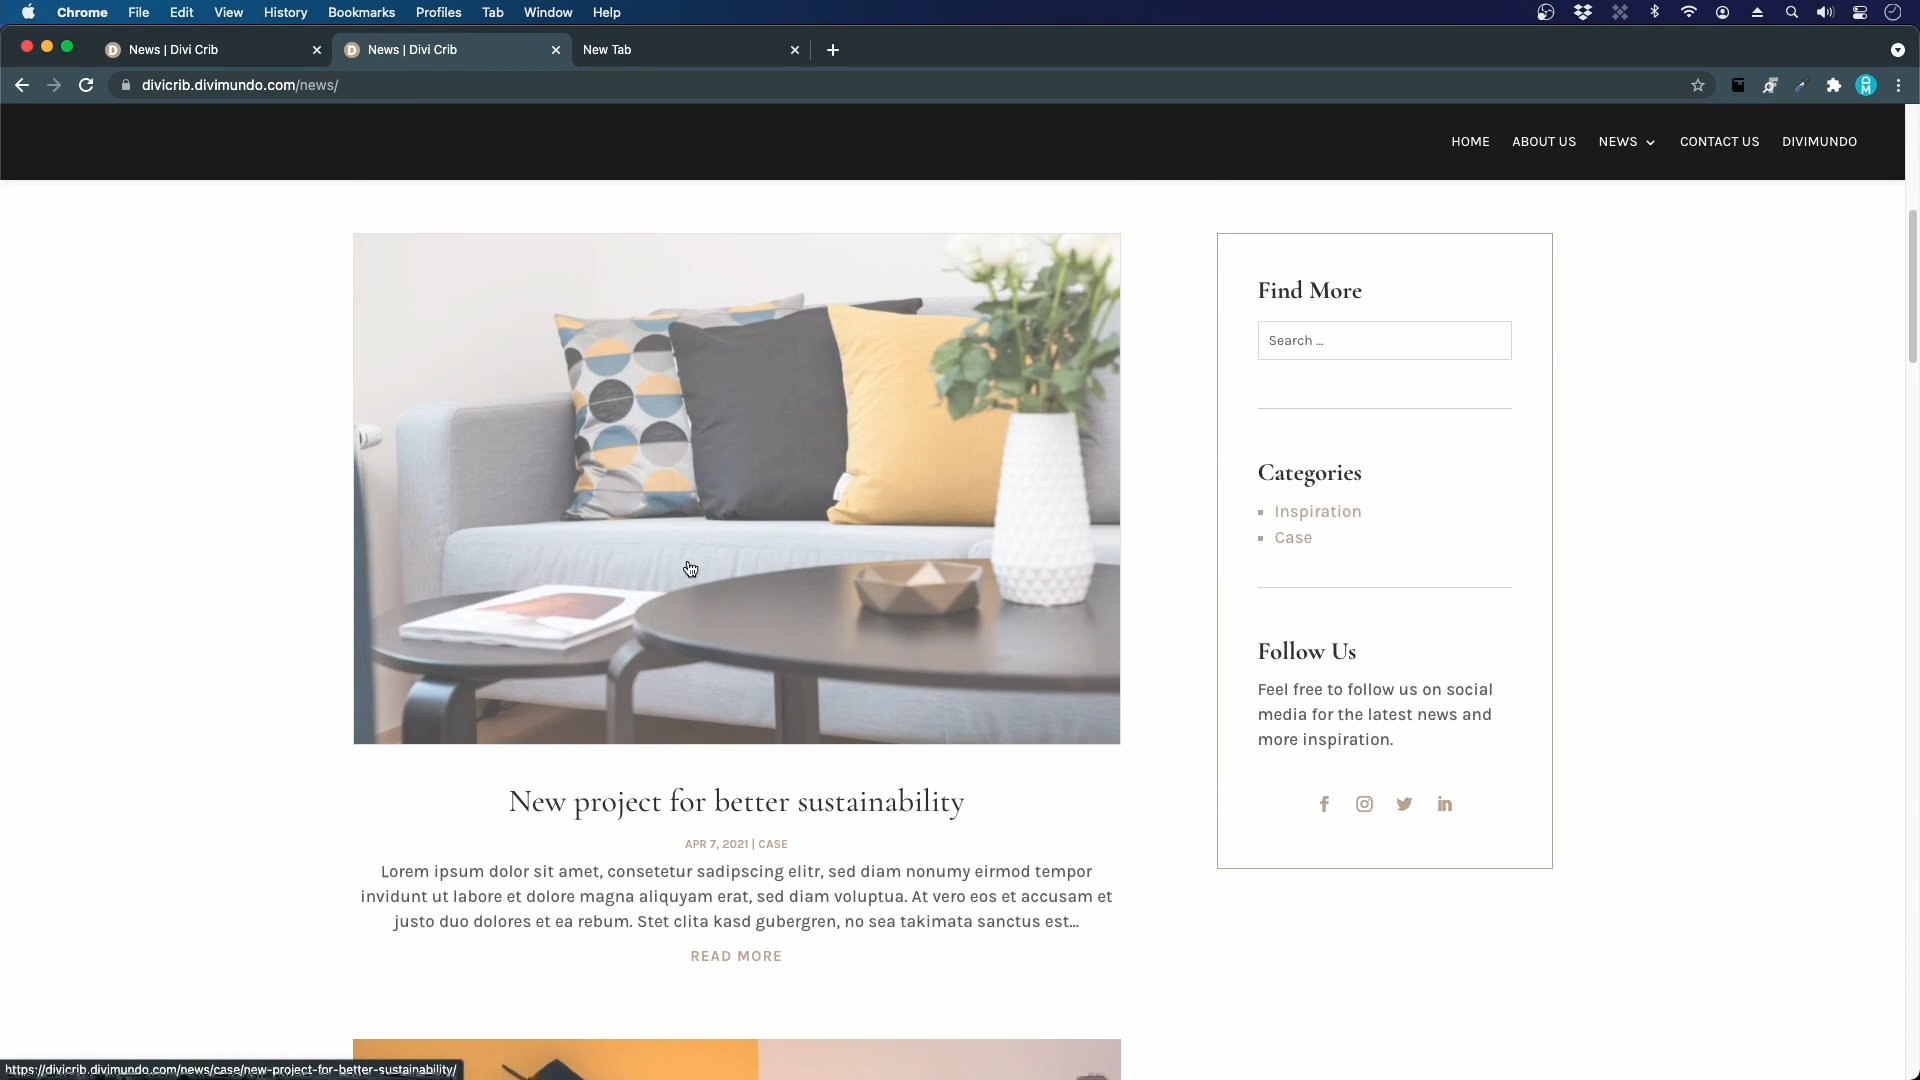 Chrome File Edit View History Bookmarks Profiles Tab Window Help
News | Divi Crib
News | Divi Crib
New Tab
divicrib.divimundo.com/news/
DM
HOME ABOUT US NEWS CONTACT US DIVIMUNDO
Find More
Search ...
Categories
Inspiration
Case
Follow Us
Feel free to follow us on social
media for the latest news and
more inspiration.
New project for better sustainability
APR 7, 2021 | CASE
Lorem ipsum dolor sit amet, consetetur sadipscing elitr, sed diam nonumy eirmod tempor
invidunt ut labore et dolore magna aliquyam erat, sed diam voluptua. At vero eos et accusam et
justo duo dolores et ea rebum. Stet clita kasd gubergren, no sea takimata sanctus est...
READ MORE
https://divicrib.divimundo.com/news/case/new-project-for-better-sustainability/